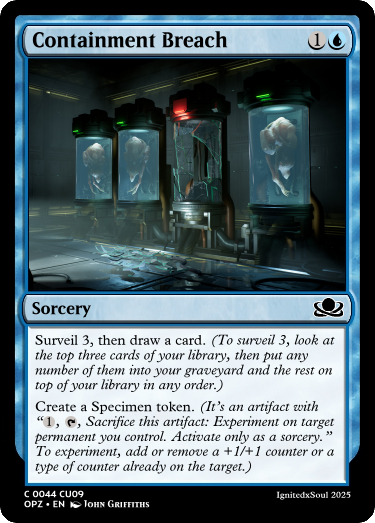 Containment Breach 1
Sorcery
Surveil 3, then draw a card. (To surveil 3, look at
the top three cards of your library, then put any
number of them into your graveyard and the rest on
top of your library in any order.)
Create a Specimen token. (It's an artifact with
“1, , Sacrifice this artifact: Experiment on target
permanent you control. Activate only as a sorcery.”
To experiment, add or remove a +1/+1 counter or a
type of counter already on the target.)
C 0044 CU09
OPZ • EN John Griffiths
IgnitedxSoul 2025